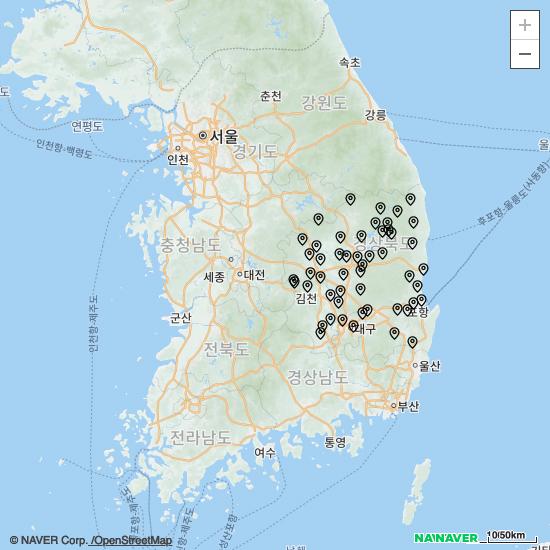 +
−
속초
춘천
강원도
강릉
도
연평도
서울
인천항-백령도
인천
경기도
울
후포항-울릉도(사동항)
충청남도
경상북도
세종
대전
인천항-제주도
김천
군산
포항
대구
전라북도
경상남도
울산
부산
전라남도
통영
여수
© NAVER Corp. /OpenStreetMap
NAVER
10/50km